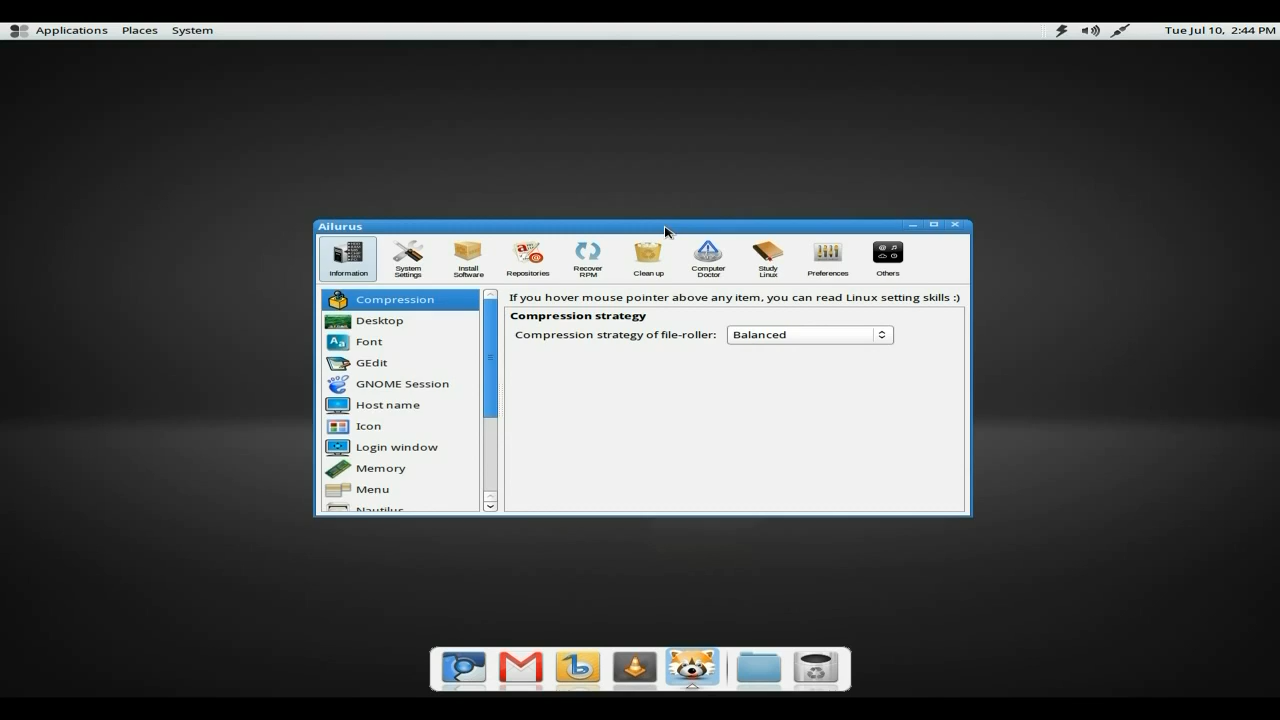 Applications Places System Tue Jul 10, 2:44 PM
Ailurus
Information
System Settings
Install Software
Repositories
Recover RPM
Clean up
Computer Doctor
Study Linux
Preferences
Others
Compression
Desktop
Font
GEdit
GNOME Session
Host name
Icon
Login window
Memory
Menu
Nautilus
If you hover mouse pointer above any item, you can read Linux setting skills :)
Compression strategy
Compression strategy of file-roller: Balanced